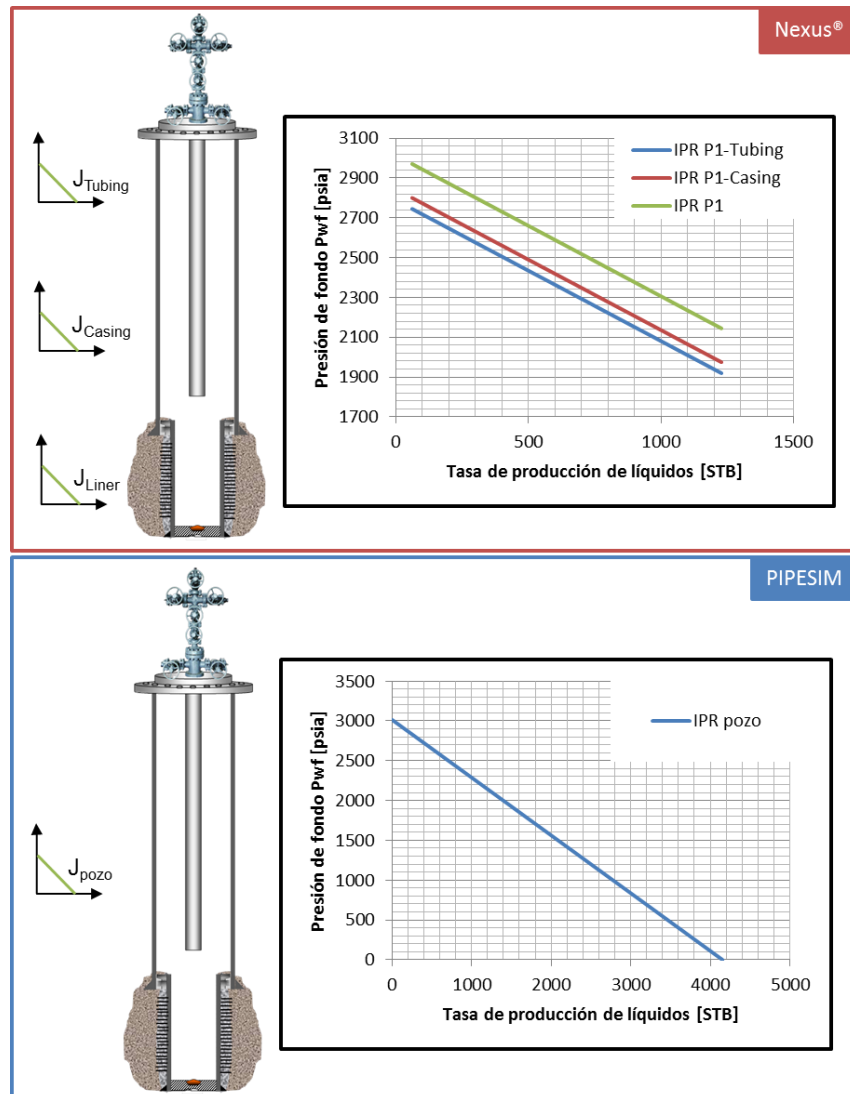 Nexus®
J Tubing
J Casing
J Liner
Presión de fondo Pwf [psia]
3100
2900
2700
2500
2300
2100
1900
1700
IPR P1-Tubing
IPR P1-Casing
IPR P1
0 500 1000 1500
Tasa de producción de líquidos [STB]
PIPESIM
J pozo
Presión de fondo Pwf [psia]
3500
3000
2500
2000
1500
1000
500
0
IPR pozo
0 1000 2000 3000 4000 5000
Tasa de producción de líquidos [STB]